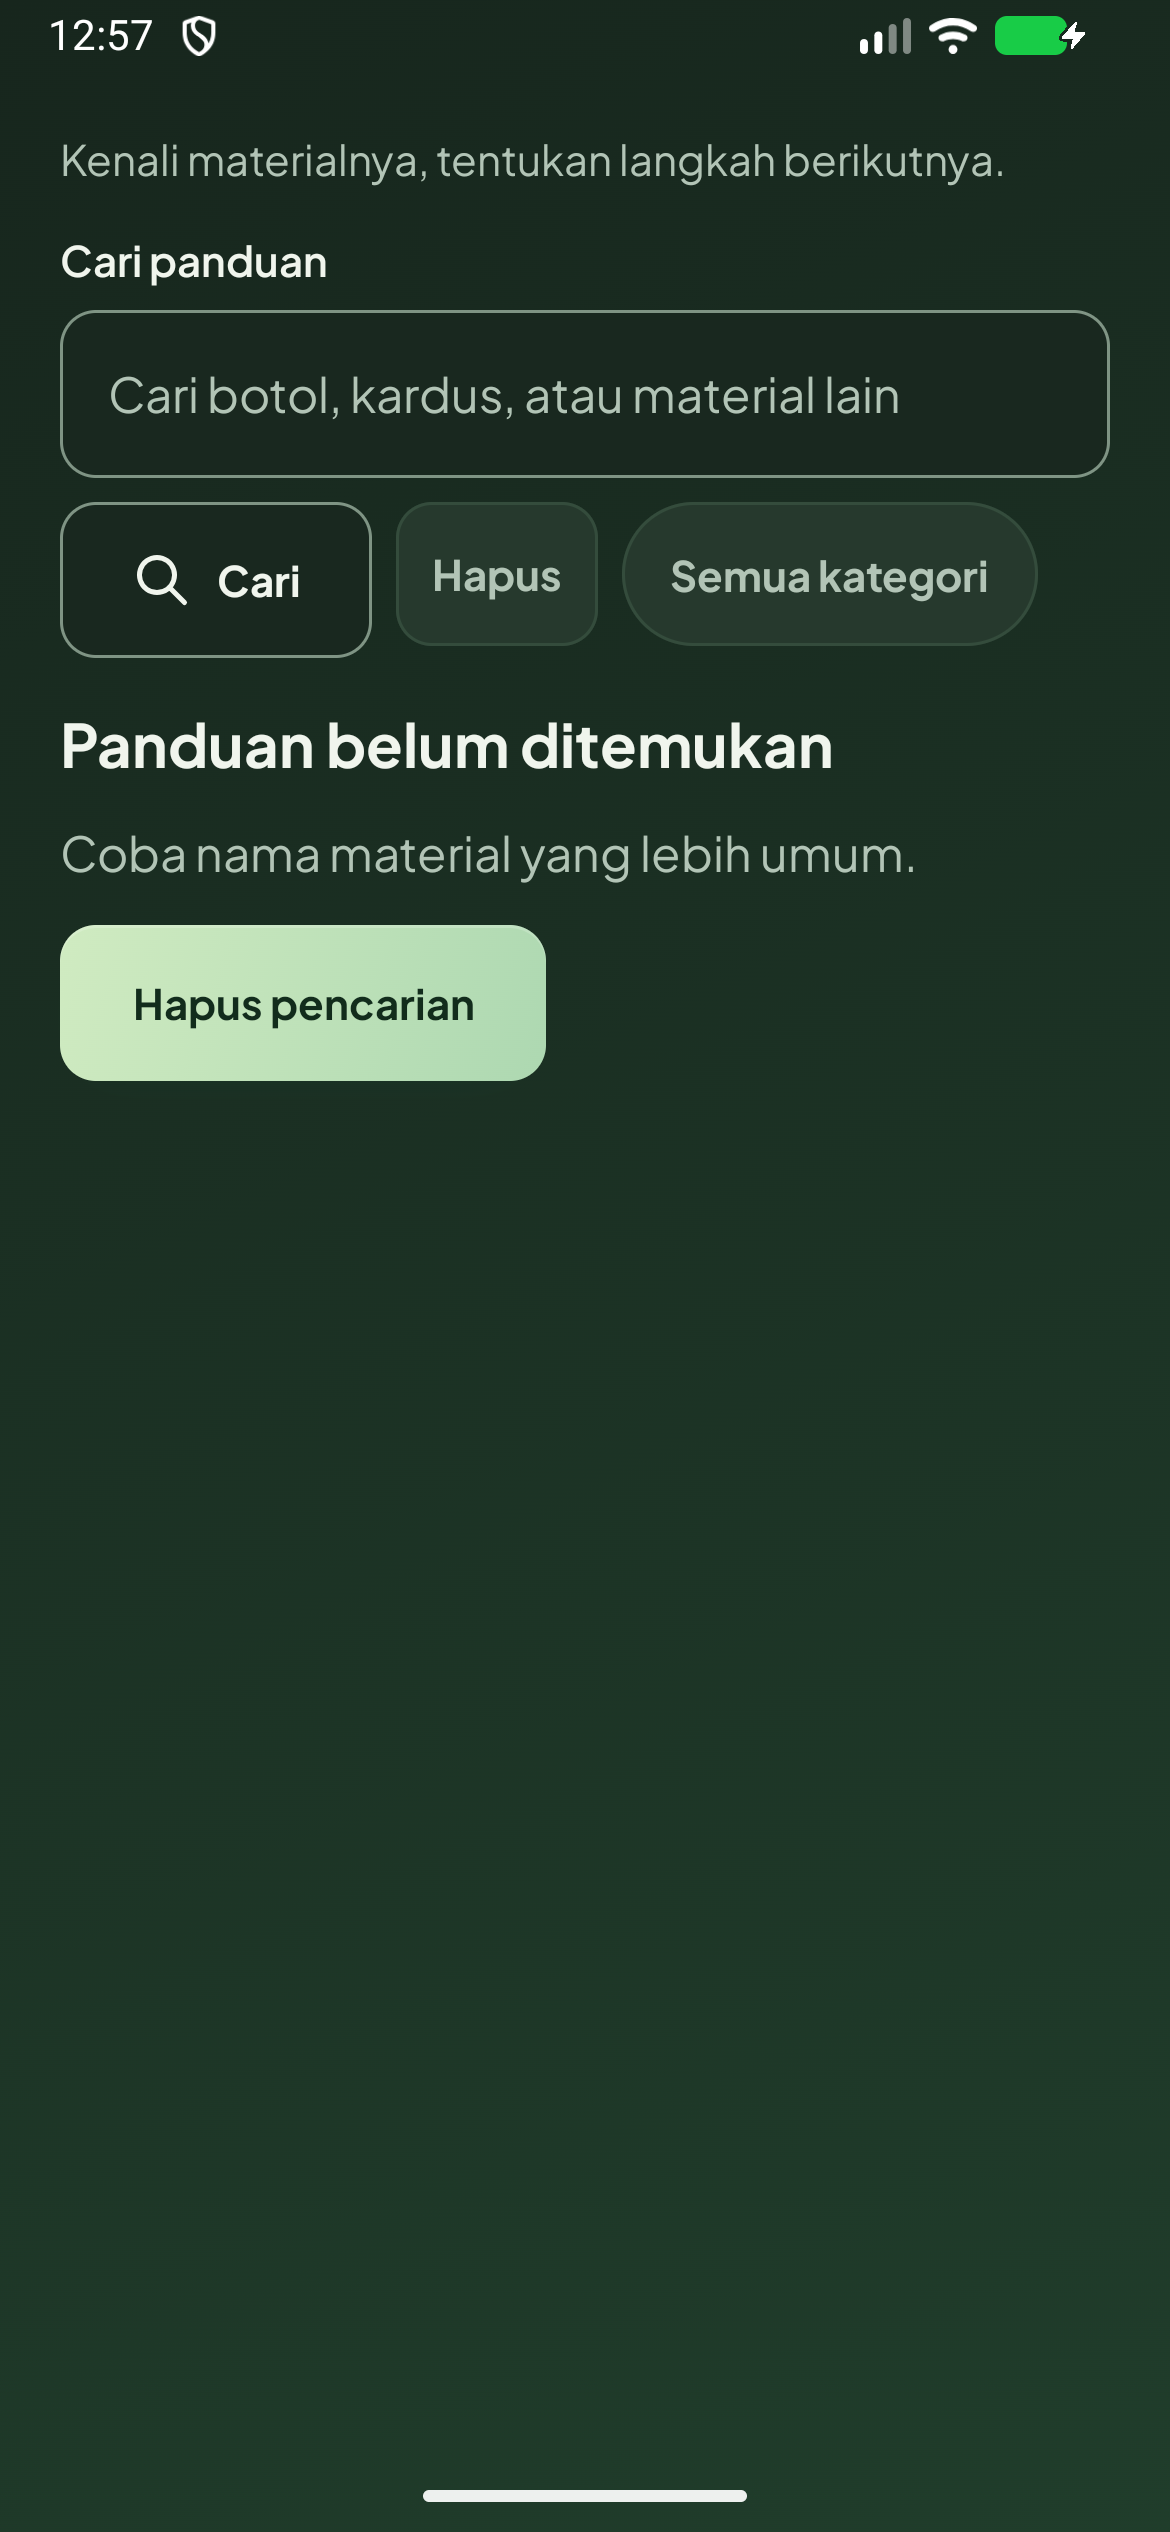 12:57
Kenali materialnya, tentukan langkah berikutnya.
Cari panduan
Cari botol, kardus, atau material lain
Cari
Hapus
Semua kategori
Panduan belum ditemukan
Coba nama material yang lebih umum.
Hapus pencarian